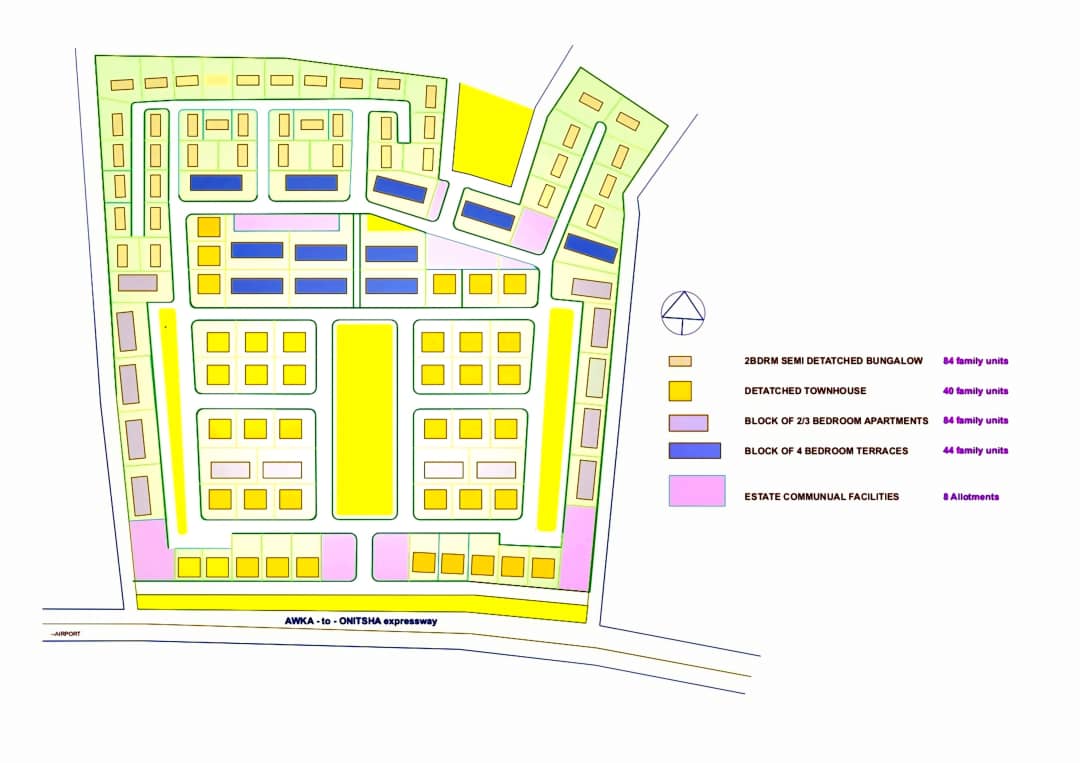 2BDRM SEMI DETATCHED BUNGALOW 84 family units
DETATCHED TOWNHOUSE 40 family units
BLOCK OF 2/3 BEDROOM APARTMENTS 84 family units
BLOCK OF 4 BEDROOM TERRACES 44 family units
ESTATE COMMUNUAL FACILITIES 8 Allotments
AWKA - to - ONITSHA expressway
--AIRPORT